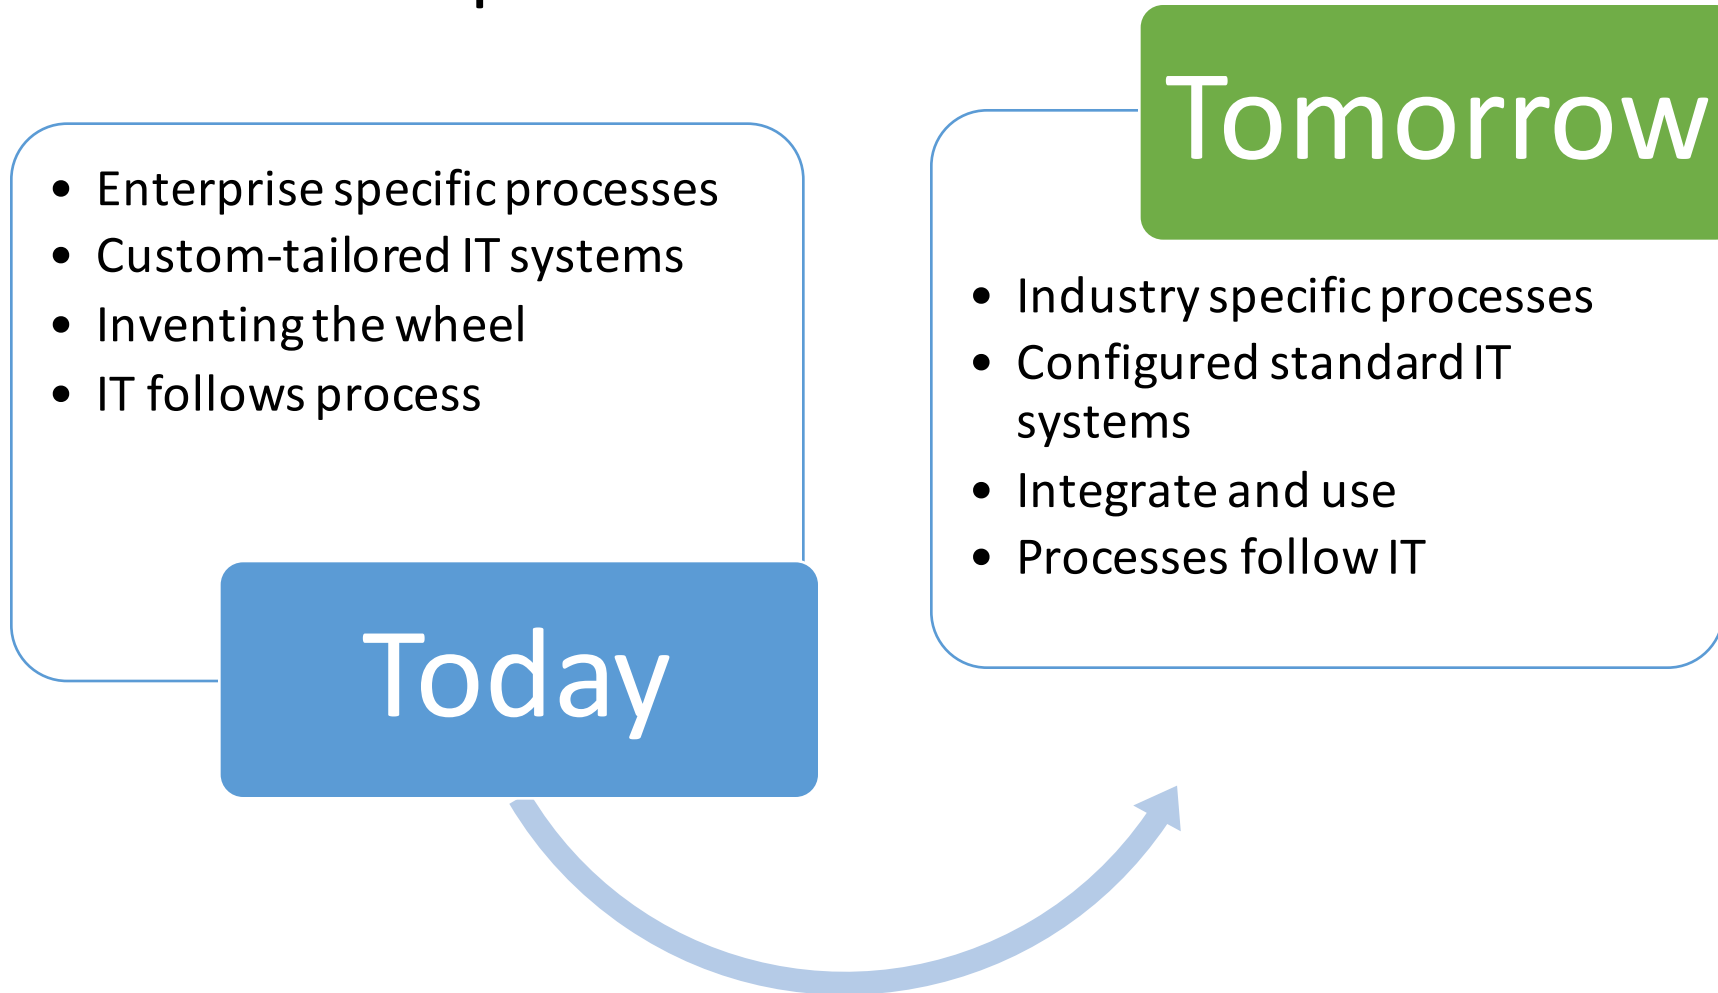 • Enterprise specific processes
• Custom-tailored IT systems
• Inventing the wheel
• IT follows process
Today
Tomorrow
• Industry specific processes
• Configured standard IT
systems
• Integrate and use
• Processes follow IT